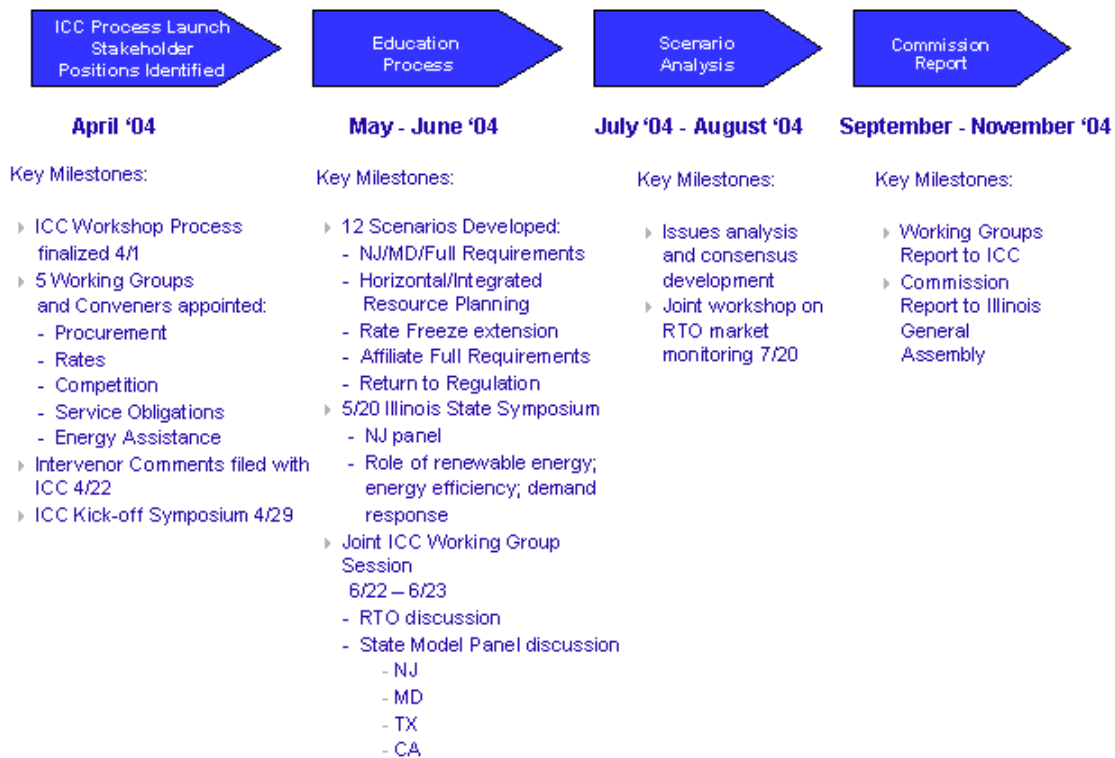 ICC Process Launch
Stakeholder
Positions Identified
Education
Process
Scenario
Analysis
Commission
Report
April ‘04
May - June ‘04
July ‘04 - August ‘04
September - November ‘04
Key Milestones:
ICC Workshop Process
finalized 4/1
5 Working Groups
and Conveners appointed:
- Procurement
- Rates
- Competition
- Service Obligations
- Energy Assistance
Intervenor Comments filed with
ICC 4/22
ICC Kick-off Symposium 4/29
Key Milestones:
12 Scenarios Developed:
- NJ/MD/Full Requirements
- Horizontal/Integrated
Resource Planning
- Rate Freeze extension
- Affiliate Full Requirements
- Return to Regulation
5/20 Illinois State Symposium
- NJ panel
- Role of renewable energy;
energy efficiency; demand
response
Joint ICC Working Group
Session
6/22 – 6/23
- RTO discussion
- State Model Panel discussion
- NJ
- MD
- TX
- CA
Key Milestones:
Issues analysis
and consensus
development
Joint workshop on
RTO market
monitoring 7/20
Key Milestones:
Working Groups
Report to ICC
Commission
Report to Illinois
General
Assembly